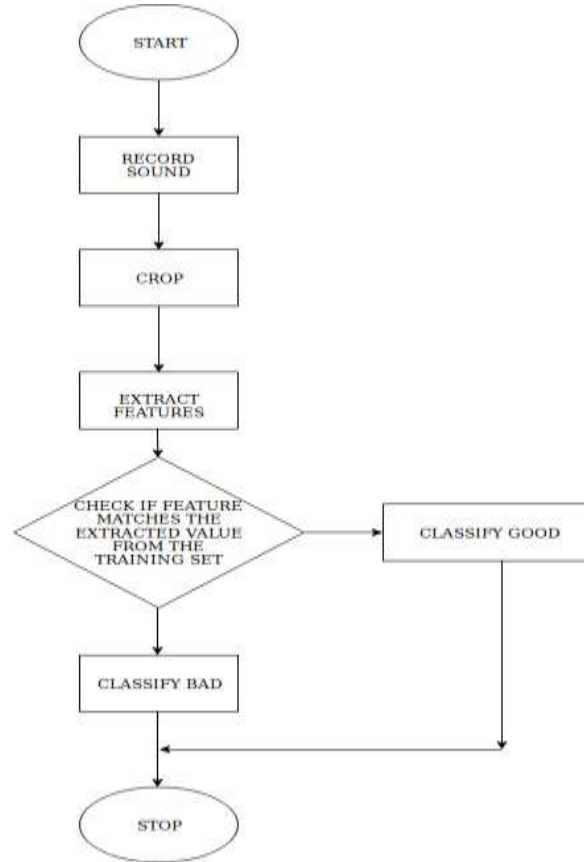 START
RECORD
SOUND
CROP
EXTRACT
FEATURES
CHECK IF FEATURE
MATCHES THE
EXTRACTED VALUE
FROM THE
TRAINING SET
CLASSIFY GOOD
CLASSIFY BAD
STOP